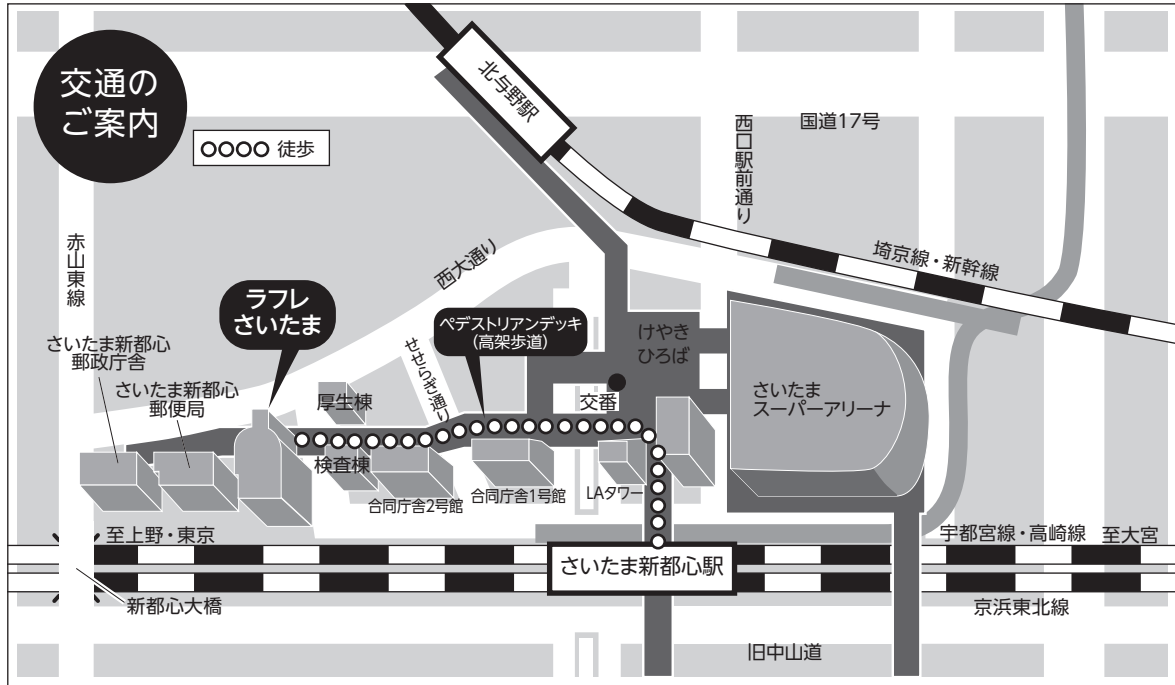 交通の
ご案内
徒歩
北与野駅
西口駅前通り
国道17号
赤山東線
西大通り
埼京線・新幹線
ラフレ
さいたま
ペデストリアンデッキ
(高架歩道)
けやき
ひろば
せせらぎ通り
さいたま新都心
郵政庁舎
さいたま新都心
郵便局
厚生棟
交番
さいたま
スーパーアリーナ
検査棟
合同庁舎2号館
合同庁舎1号館
LAタワー
至上野・東京
宇都宮線・高崎線
至大宮
さいたま新都心駅
新都心大橋
京浜東北線
旧中山道